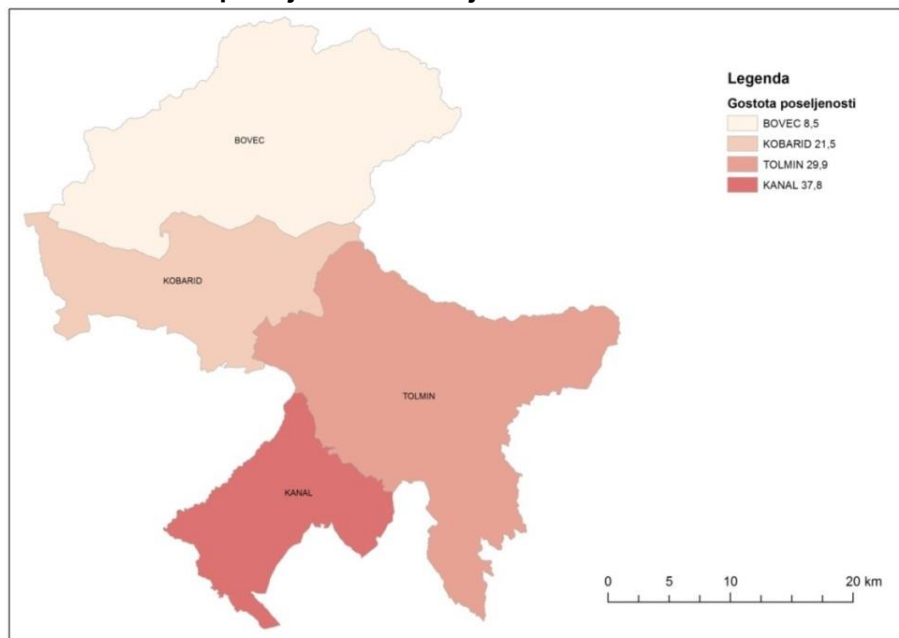 Legenda
Gostota poseljenosti
BOVEC 8,5
KOBARID 21,5
TOLMIN 29,9
KANAL 37,8
BOVEC
KOBARID
TOLMIN
KANAL
0 5 10 20 km